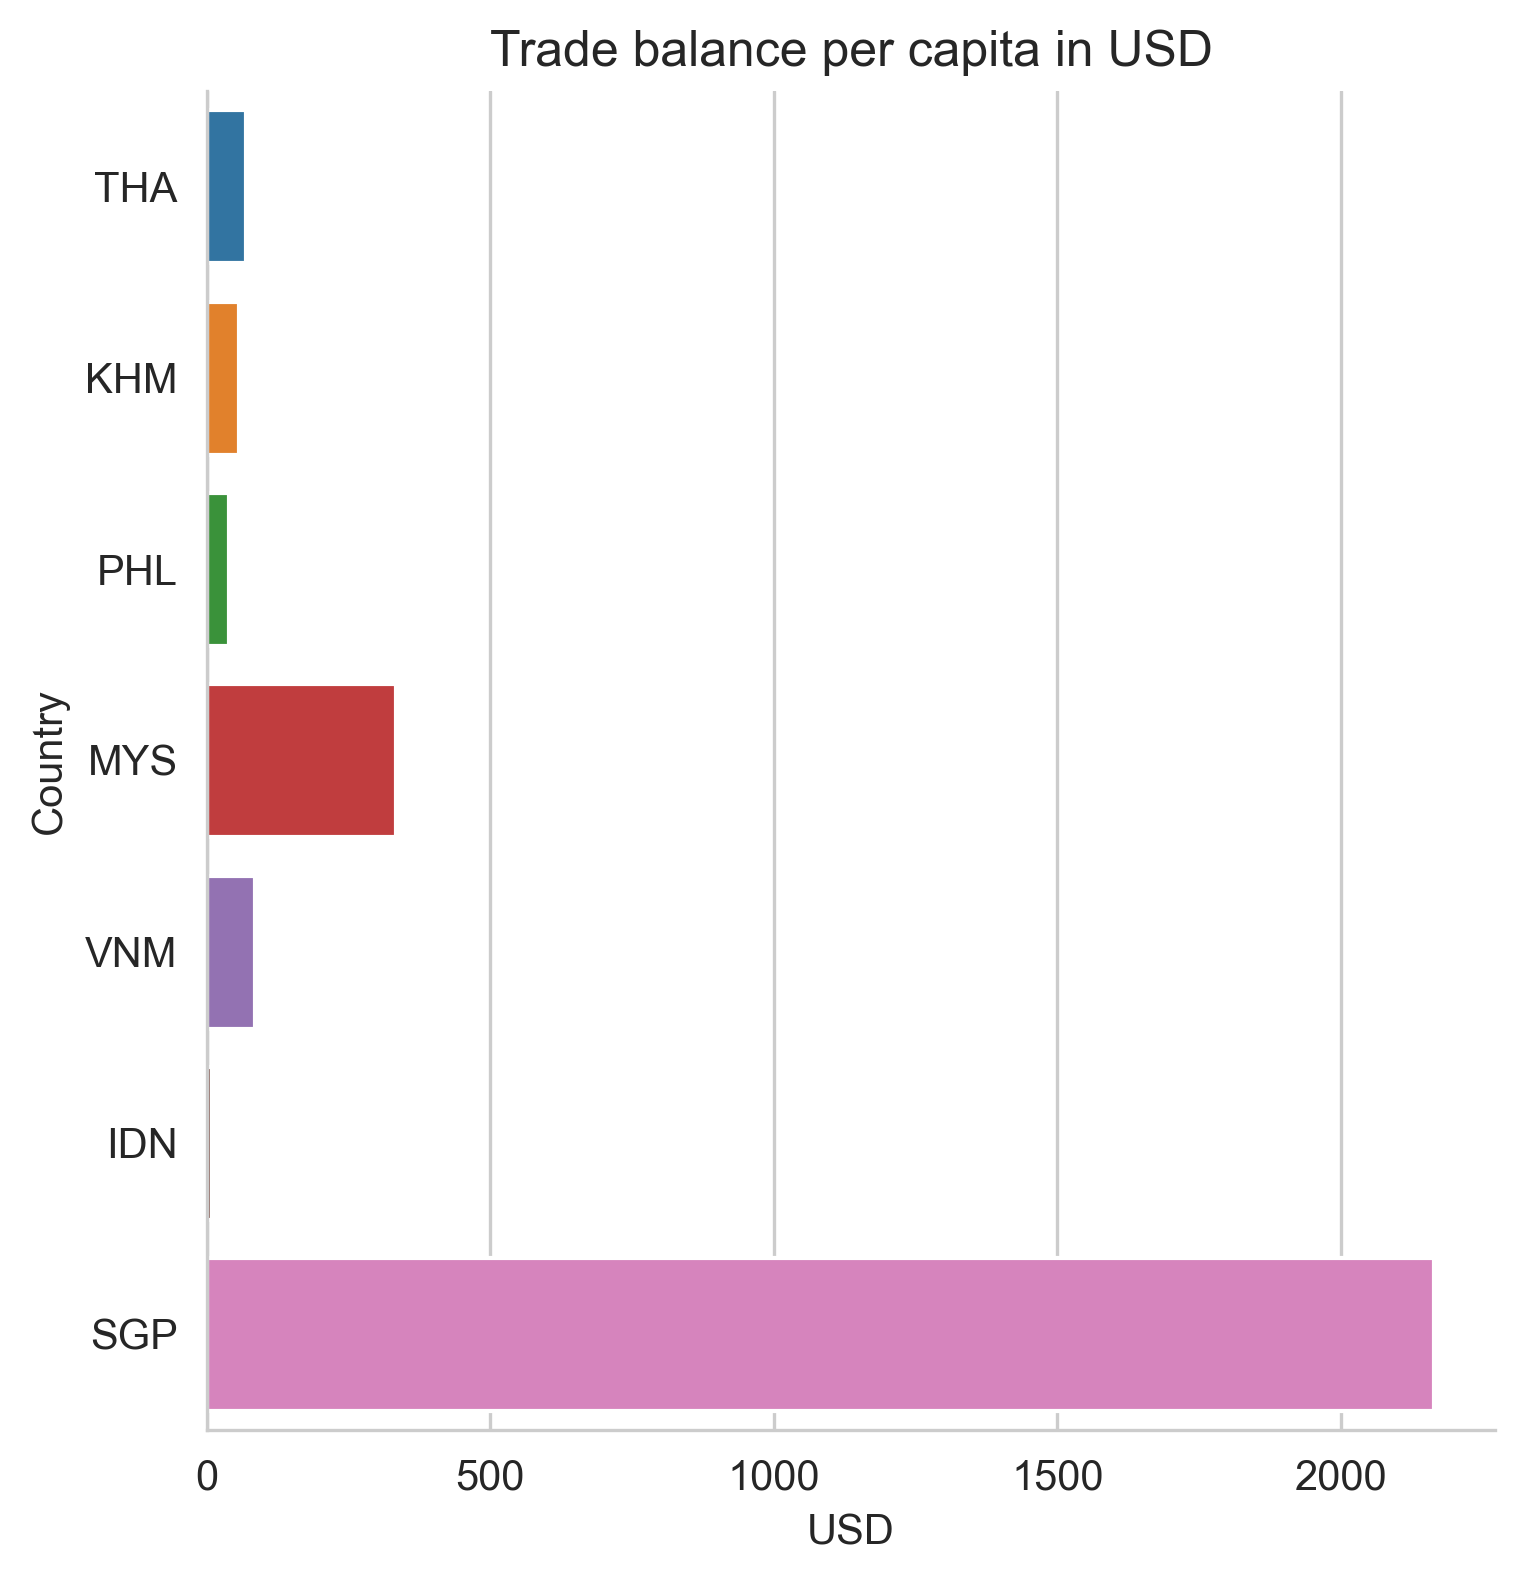 Trade balance per capita in USD
THA
KHM
PHL
MYS
VNM
IDN
SGP
Country
0 500 1000 1500 2000
USD